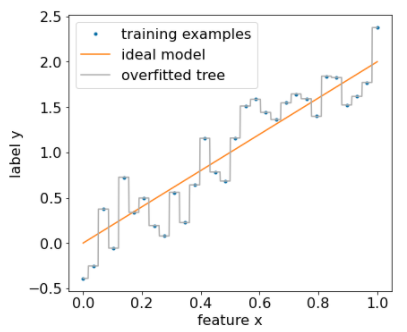 2.5
2.0
1.5
1.0
0.5
0.0
−0.5
label y
training examples
ideal model
overfitted tree
0.0 0.2 0.4 0.6 0.8 1.0
feature x